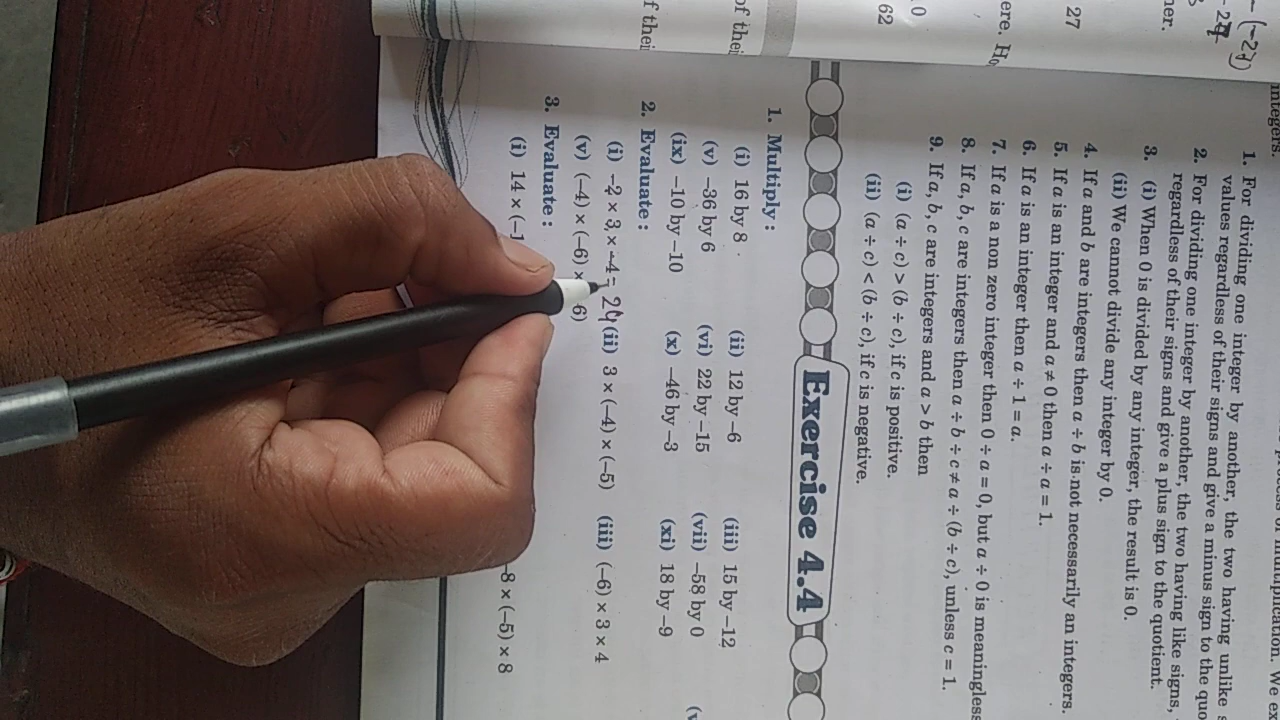 - (-27)
- 27
her.
27
ere. H
.0
62
of thei
f thei
integers.
1. For dividing one integer by another, the two having unlike
values regardless of their signs and give a minus sign to the quo
2. For dividing one integer by another, the two having like signs,
regardless of their signs and give a plus sign to the quotient.
3. (i) When 0 is divided by any integer, the result is 0.
(ii) We cannot divide any integer by 0.
4. If a and b are integers then a ÷ b is not necessarily an integers.
5. If a is an integer and a ≠ 0 then a ÷ a = 1.
6. If a is an integer then a ÷ 1 = a.
7. If a is a non zero integer then 0 ÷ a = 0, but a ÷ 0 is meaningless
8. If a, b, c are integers then a ÷ b ÷ c ≠ a ÷ (b ÷ c), unless c = 1.
9. If a, b, c are integers and a > b then
(i) (a ÷ c) > (b ÷ c), if c is positive.
(ii) (a ÷ c) < (b ÷ c), if c is negative.
Exercise 4.4
1. Multiply :
(i) 16 by 8 (ii) 12 by -6 (iii) 15 by -12
(v) -36 by 6 (vi) 22 by -15 (vii) -58 by 0
(ix) -10 by -10 (x) -46 by -3 (xi) 18 by -9
2. Evaluate :
(i) -2 × 3 × -4 = 24 (ii) 3 × (-4) × (-5) (iii) (-6) × 3 × 4
(v) (-4) × (-6) × 6)
3. Evaluate :
(i) 14 × (-1 -8 × (-5) × 8